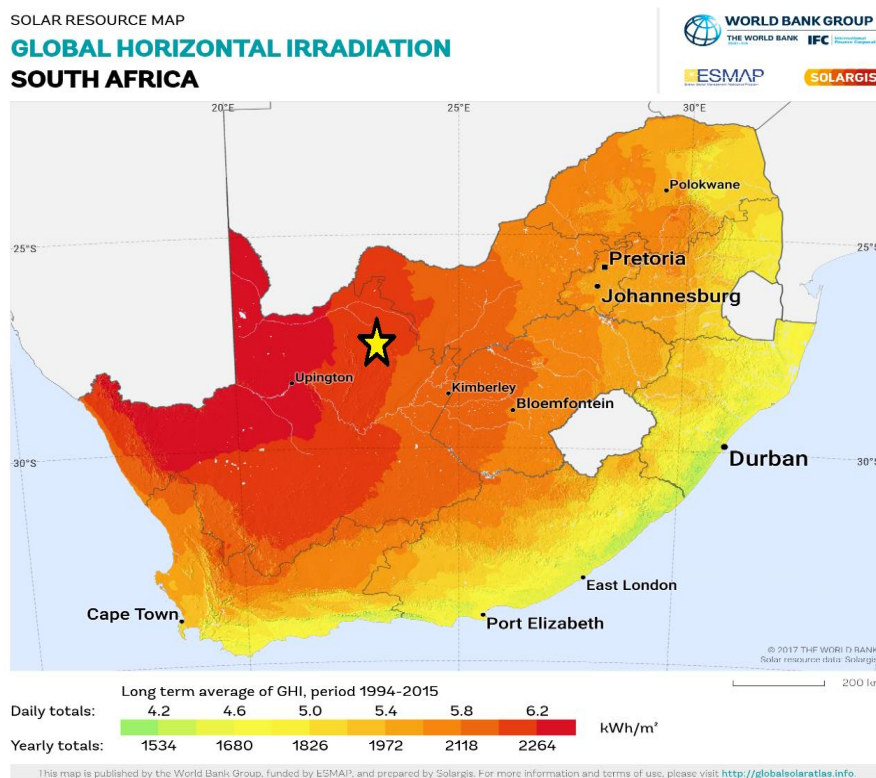 SOLAR RESOURCE MAP
GLOBAL HORIZONTAL IRRADIATION
SOUTH AFRICA
WORLD BANK GROUP
THE WORLD BANK IFC International
ESMAP
SOLARGIS
20°E 25°E 30°E
Polokwane
25°S 25°S
Pretoria
Johannesburg
Upington
Kimberley
Bloemfontein
Durban
30°S 30°S
East London
Cape Town
Port Elizabeth
© 2017 THE WORLD BANK
Solar resource data: Solargis
200 km
Long term average of GHI, period 1994-2015
Daily totals: 4.2 4.6 5.0 5.4 5.8 6.2
kWh/m²
Yearly totals: 1534 1680 1826 1972 2118 2264
This map is published by the World Bank Group, funded by ESMAP, and prepared by Solargis. For more information and terms of use, please visit http://globalsolaratlas.info.